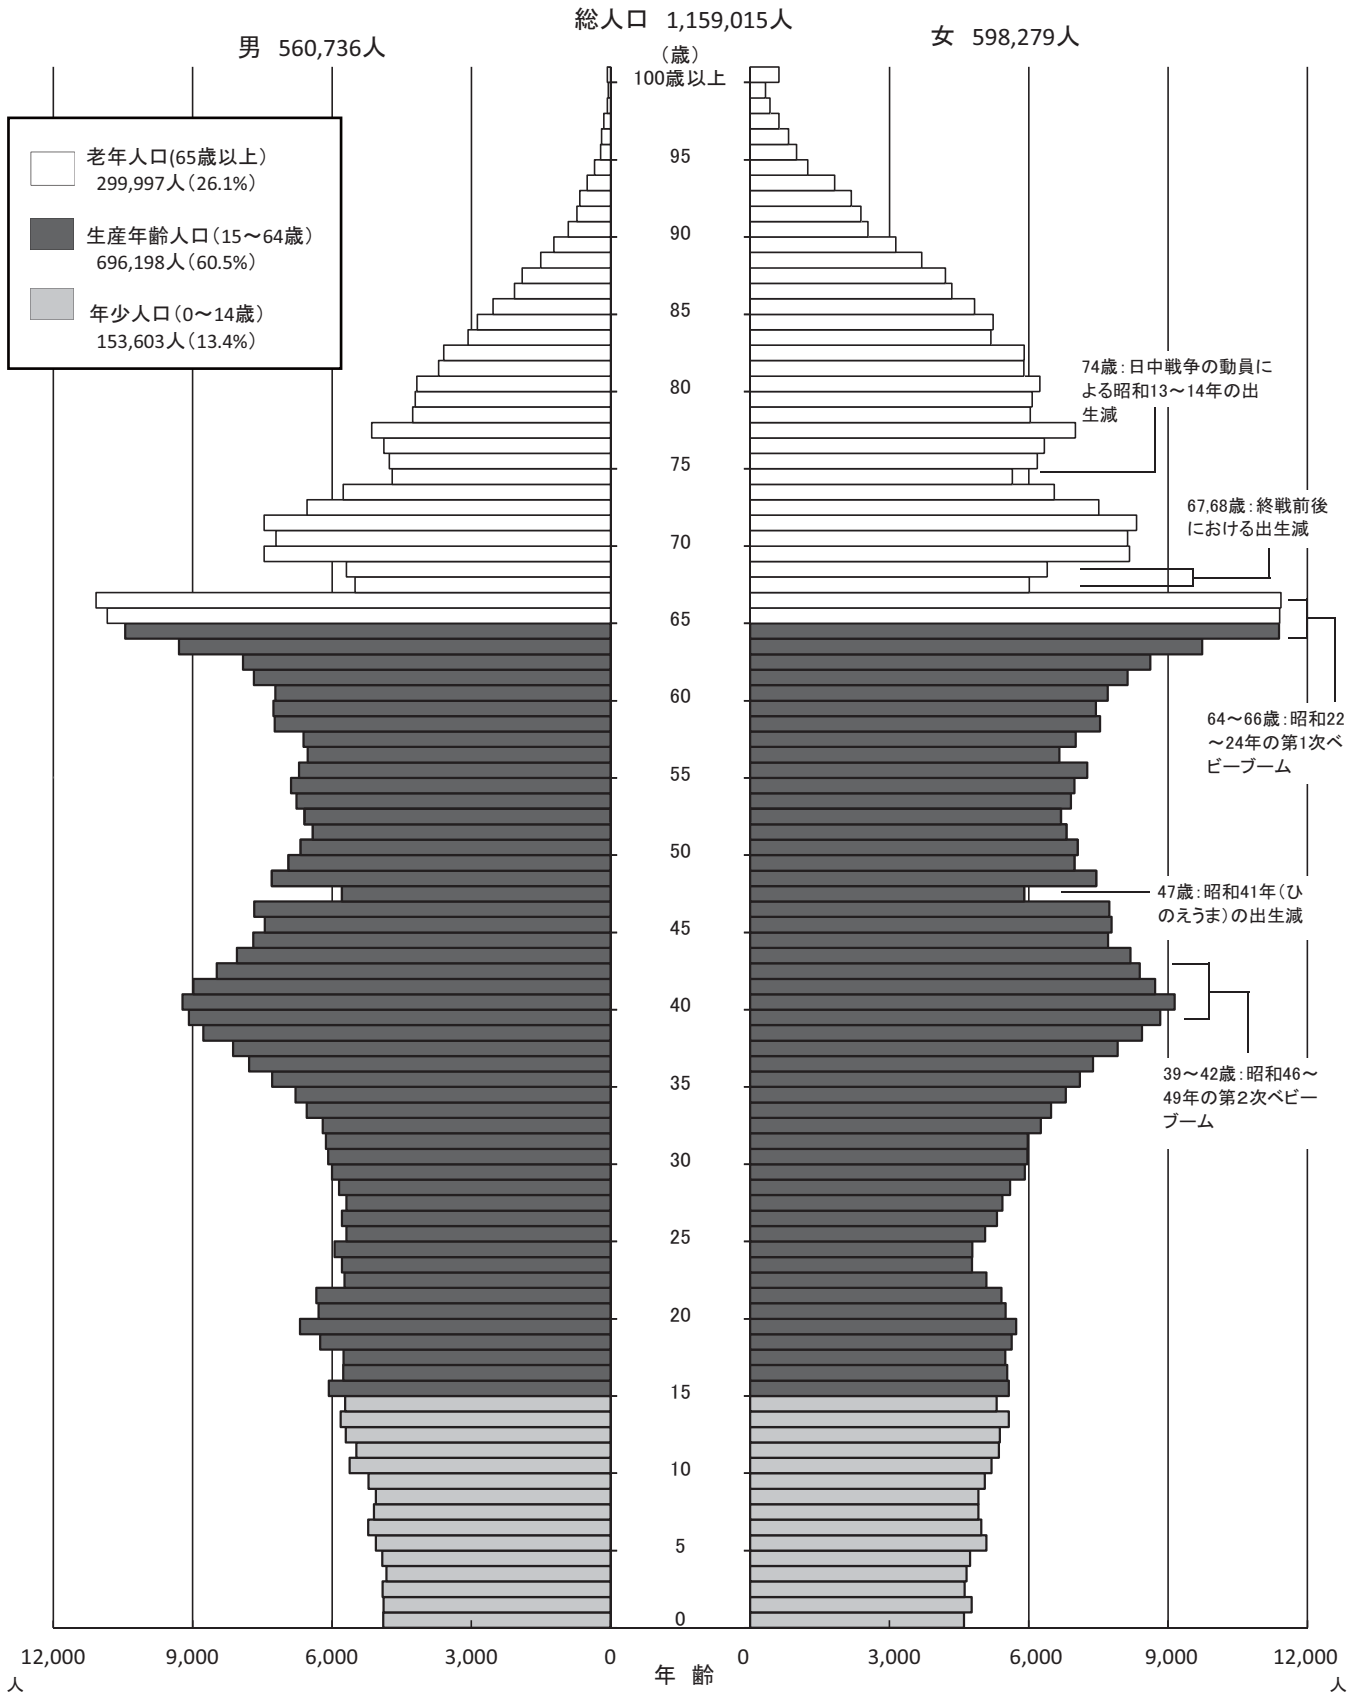 総人口 1,159,015人
男 560,736人
女 598,279人
（歳）
100歳以上
95
90
85
80
75
70
65
60
55
50
45
40
35
30
25
20
15
10
5
0
老年人口(65歳以上)
299,997人（26.1%）
生産年齢人口（15～64歳）
696,198人（60.5%）
年少人口（0～14歳）
153,603人（13.4%）
74歳：日中戦争の動員に
よる昭和13～14年の出
生減
67,68歳：終戦前後
における出生減
64～66歳：昭和22
～24年の第1次ベ
ビーブーム
47歳：昭和41年（ひ
のえうま）の出生減
39～42歳：昭和46～
49年の第２次ベビー
ブーム
12,000 9,000 6,000 3,000 0 0 3,000 6,000 9,000 12,000
人 年 齢 人